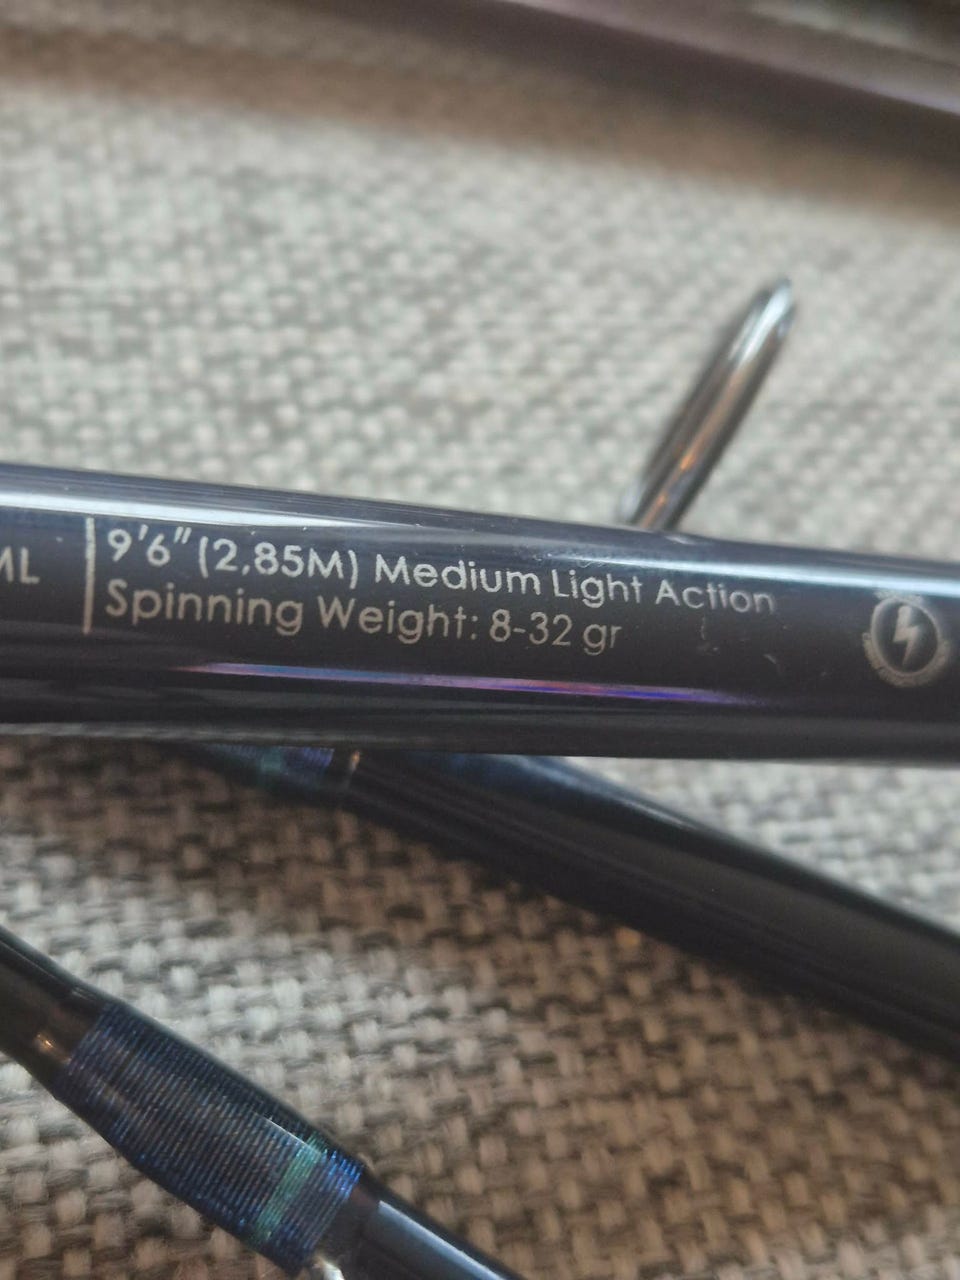 ML
9'6" (2,85M) Medium Light Action
Spinning Weight: 8-32 gr